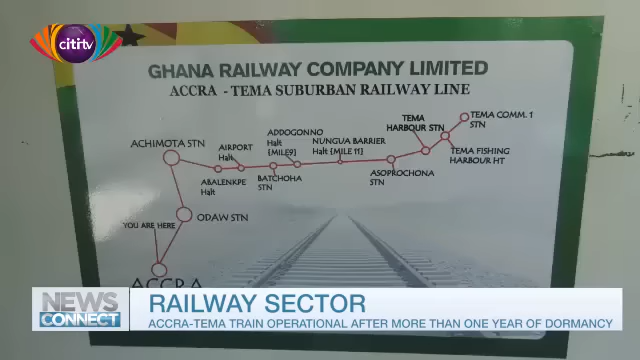 cititv
GHANA RAILWAY COMPANY LIMITED
ACCRA - TEMA SUBURBAN RAILWAY LINE
ACHIMOTA STN
AIRPORT
Halt
ADDOGONNO
Halt
[MILE9]
NUNGUA BARRIER
Halt [MILE 11]
TEMA
HARBOUR STN
TEMA COMM. 1
STN
ABALENKPE
Halt
BATCHOHA
STN
ASOPROCHONA
STN
TEMA FISHING
HARBOUR HT
ODAW STN
YOU ARE HERE
ACCRA
NEWS
CONNECT
RAILWAY SECTOR
ACCRA-TEMA TRAIN OPERATIONAL AFTER MORE THAN ONE YEAR OF DORMANCY